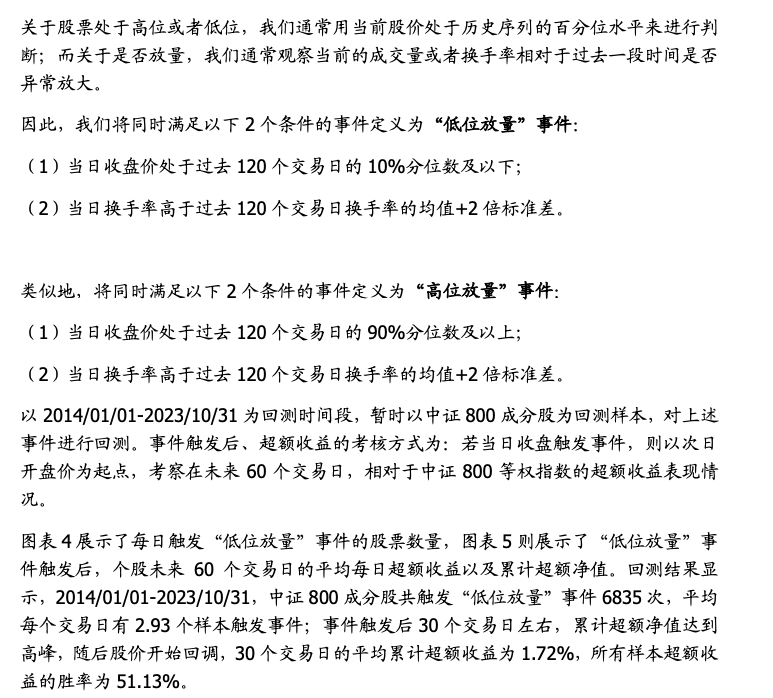 关于股票处于高位或者低位，我们通常用当前股价处于历史序列的百分位水平来进行判
断；而关于是否放量，我们通常观察当前的成交量或者换手率相对于过去一段时间是否
异常放大。
因此，我们将同时满足以下 2 个条件的事件定义为“低位放量”事件：
（1）当日收盘价处于过去 120 个交易日的 10%分位数及以下；
（2）当日换手率高于过去 120 个交易日换手率的均值+2 倍标准差。
类似地，将同时满足以下 2 个条件的事件定义为“高位放量”事件：
（1）当日收盘价处于过去 120 个交易日的 90%分位数及以上；
（2）当日换手率高于过去 120 个交易日换手率的均值+2 倍标准差。
以 2014/01/01-2023/10/31 为回测时间段，暂时以中证 800 成分股为回测样本，对上述
事件进行回测。事件触发后、超额收益的考核方式为：若当日收盘触发事件，则以次日
开盘价为起点，考察在未来 60 个交易日，相对于中证 800 等权指数的超额收益表现情
况。
图表 4 展示了每日触发“低位放量”事件的股票数量，图表 5 则展示了“低位放量”事
件触发后，个股未来 60 个交易日的平均每日超额收益以及累计超额净值。回测结果显
示，2014/01/01-2023/10/31，中证 800 成分股共触发“低位放量”事件 6835 次，平均
每个交易日有 2.93 个样本触发事件；事件触发后 30 个交易日左右，累计超额净值达到
高峰，随后股价开始回调，30 个交易日的平均累计超额收益为 1.72%，所有样本超额收
益的胜率为 51.13%。